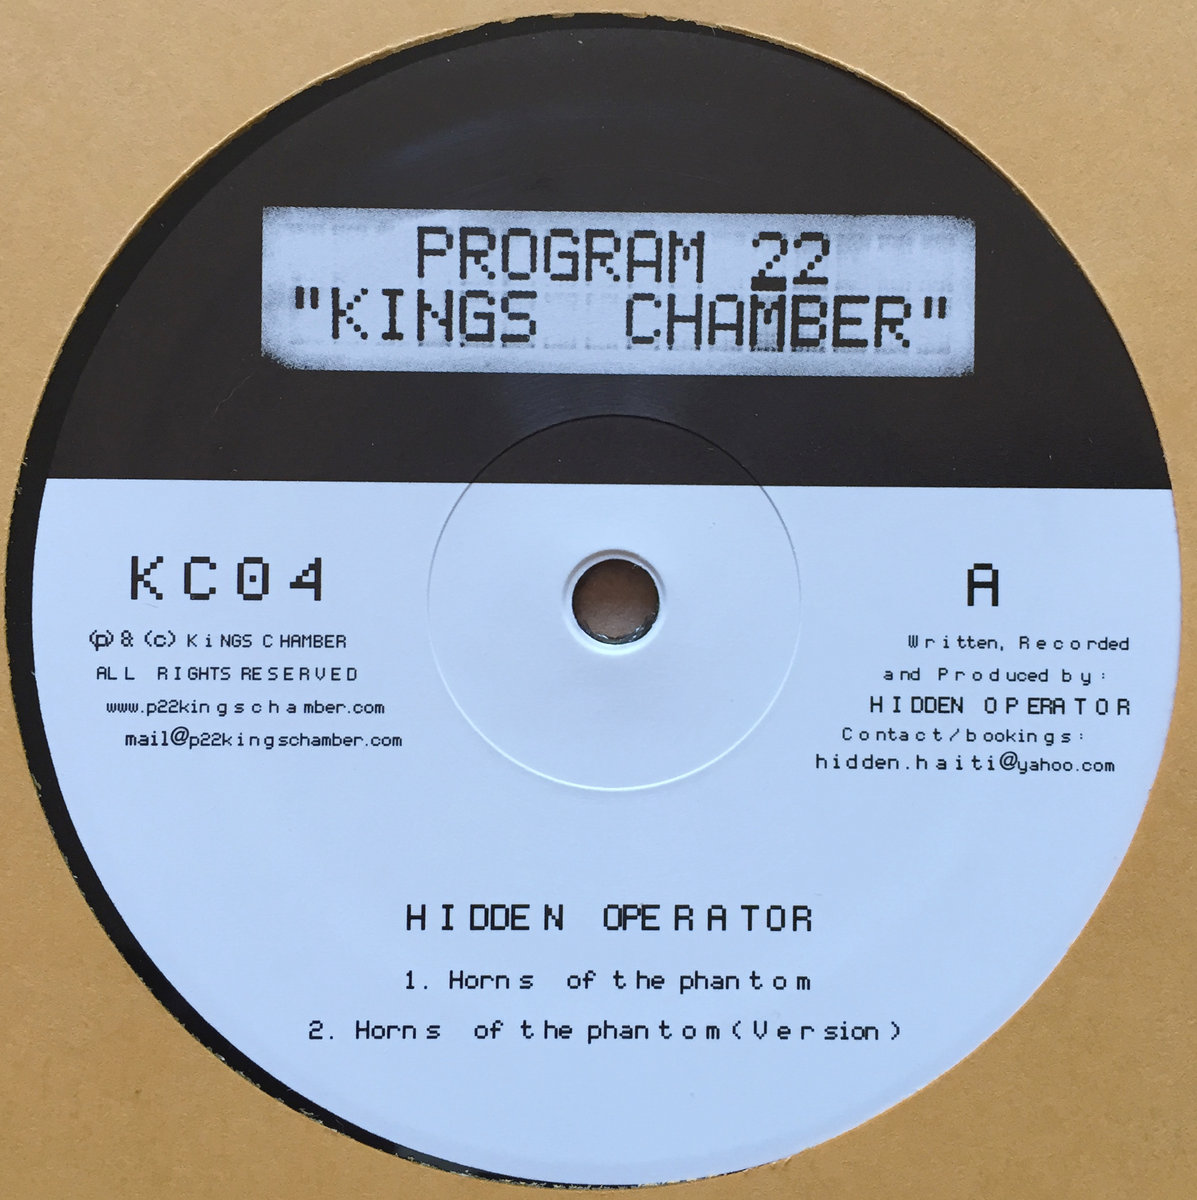 PROGRAM 22
"KINGS CHAMBER"
KC04
(p) & (c) KiNGS CHAMBER
ALL RIGHTS RESERVED
www.p22kingschamber.com
mail@p22kingschamber.com
A
Written, Recorded
and Produced by:
HIDDEN OPERATOR
Contact/bookings:
hidden.haiti@yahoo.com
HIDDEN OPERATOR
1. Horns of the phantom
2. Horns of the phantom(Version)